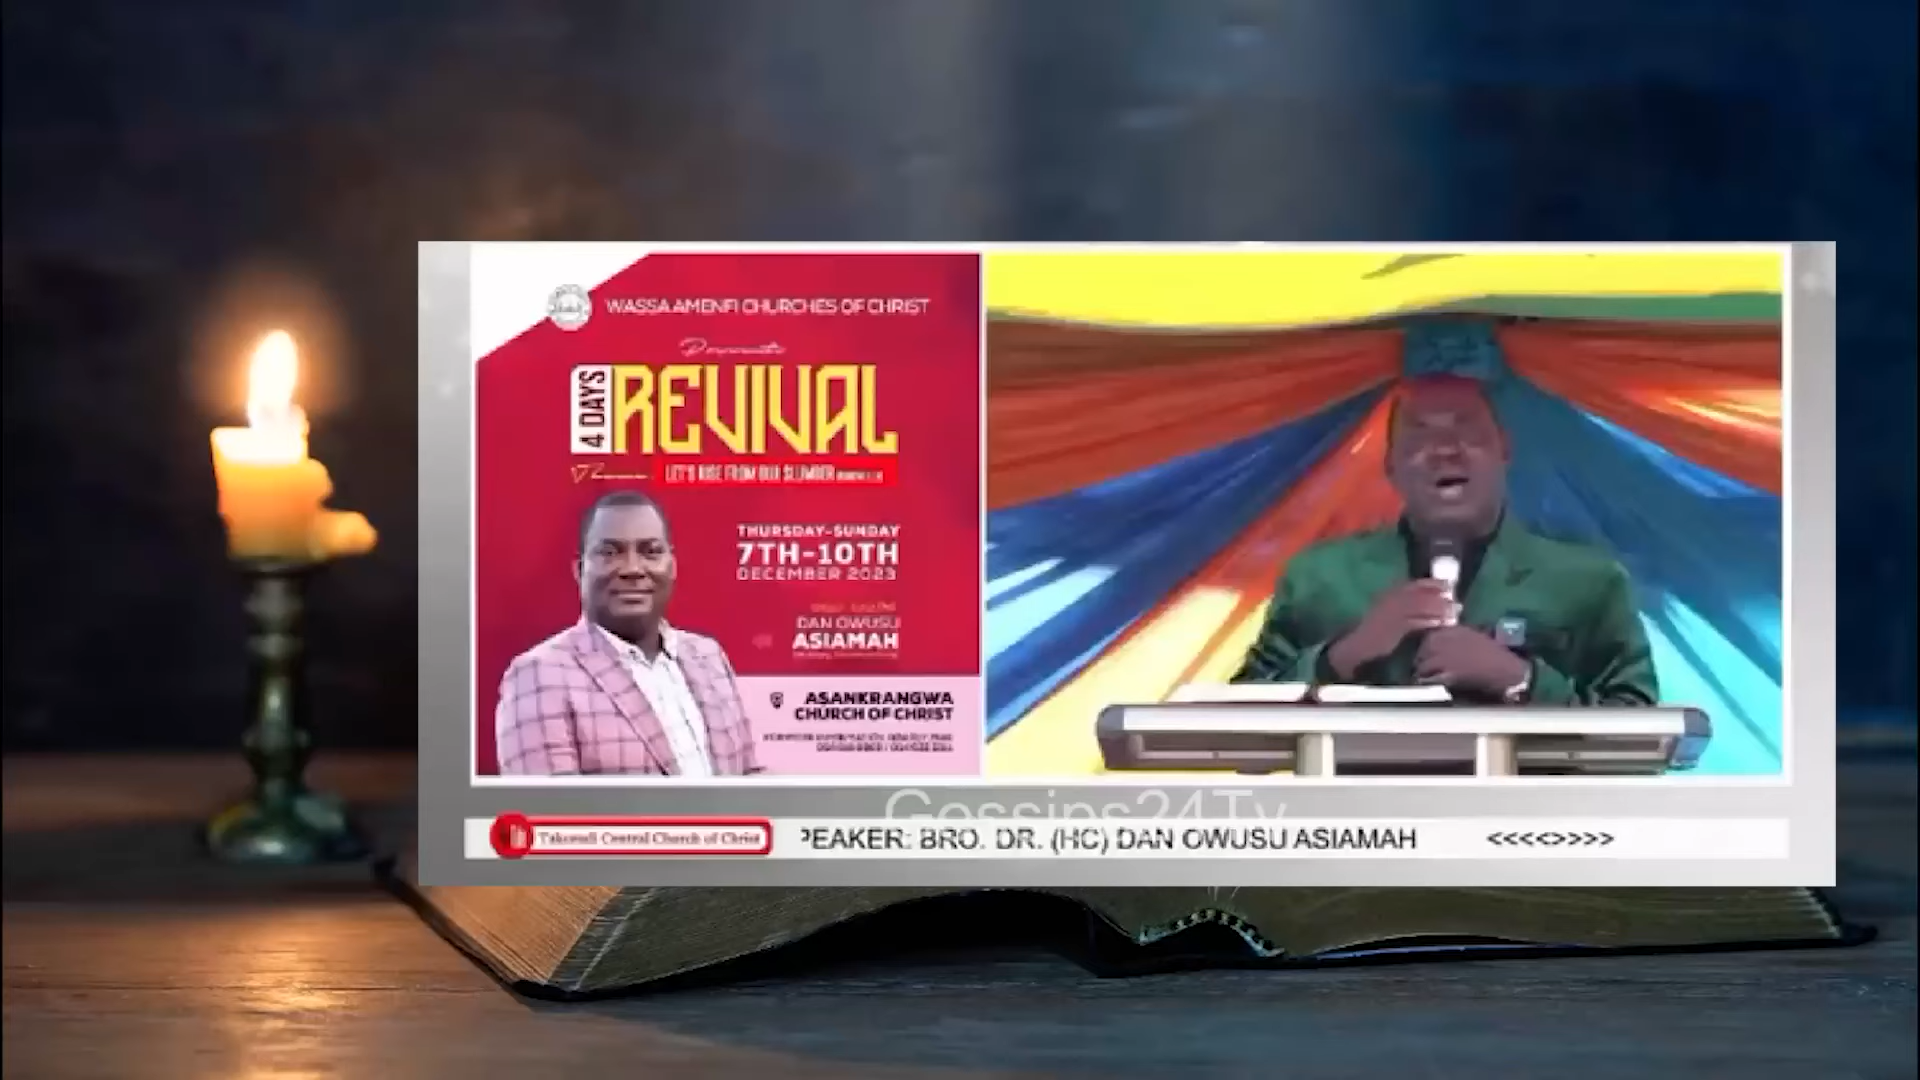 WASSA AMENFI CHURCHES OF CHRIST
4 DAYS
REVIVAL
LET'S RISE FROM OUR SLUMBER
THURSDAY-SUNDAY
7TH-10TH
DECEMBER 2023
DAN OWUSU
ASIAMAH
ASANKRANGWA
CHURCH OF CHRIST
Gossips24Tv
Takoradi Central Church of Christ
PEAKER: BRO. DR. (HC) DAN OWUSU ASIAMAH <<<<>>>>